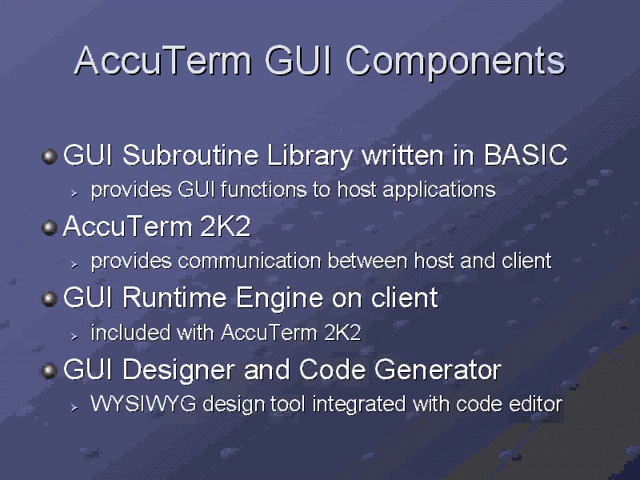 AccuTerm GUI Components
GUI Subroutine Library written in BASIC
provides GUI functions to host applications
AccuTerm 2K2
provides communication between host and client
GUI Runtime Engine on client
included with AccuTerm 2K2
GUI Designer and Code Generator
WYSIWYG design tool integrated with code editor